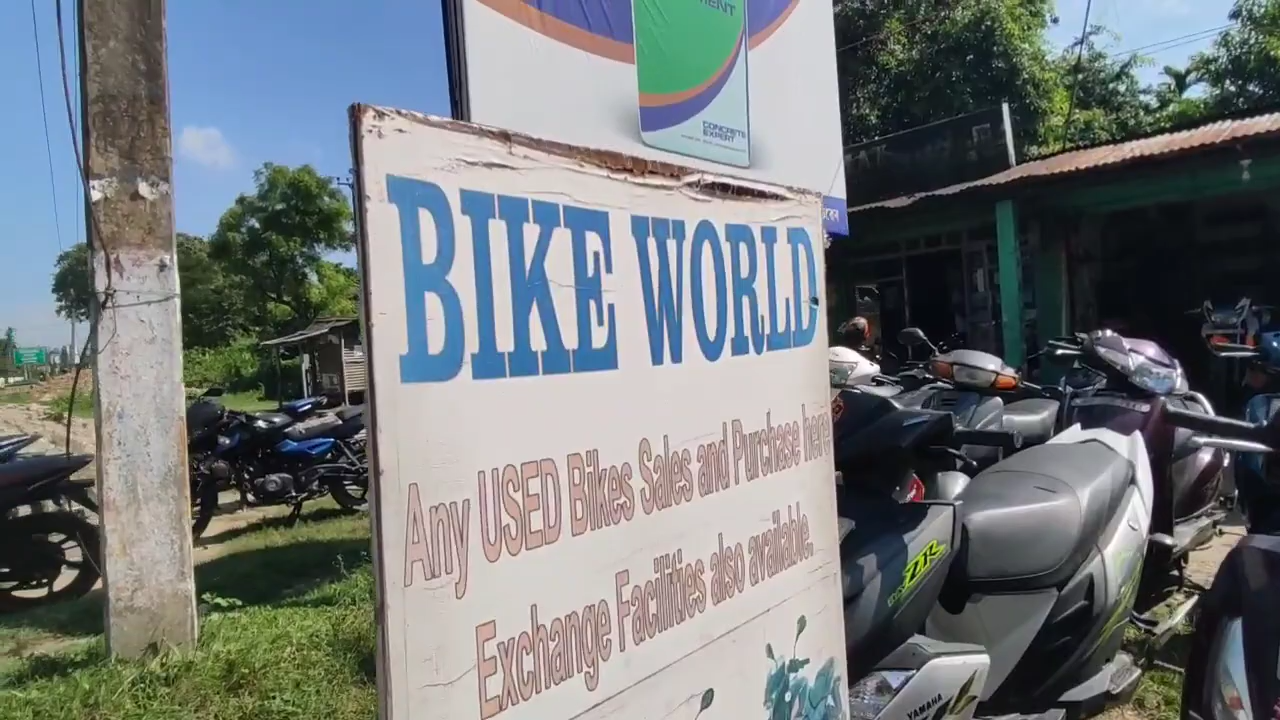 CONCRETE
EXPERT
BIKE WORLD
Any USED Bikes Sales and Purchase here
Exchange Facilities also available.
ZR
YAMAHA